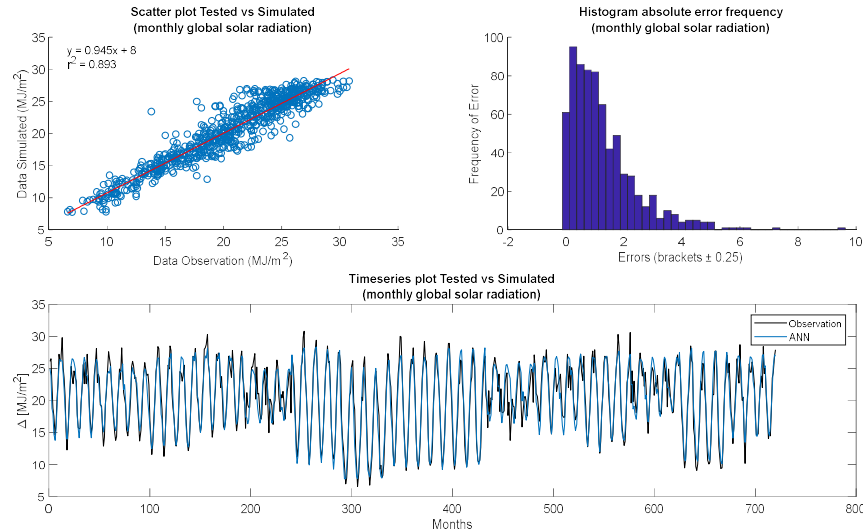 Scatter plot Tested vs Simulated
(monthly global solar radiation)
y = 0.945x + 8
r² = 0.893
Data Simulated (MJ/m²)
35
30
25
20
15
10
5
5 10 15 20 25 30 35
Data Observation (MJ/m²)
Histogram absolute error frequency
(monthly global solar radiation)
Frequency of Error
100
80
60
40
20
0
-2 0 2 4 6 8 10
Errors (brackets ± 0.25)
Timeseries plot Tested vs Simulated
(monthly global solar radiation)
Δ [MJ/m²]
35
30
25
20
15
10
5
Observation
ANN
0 100 200 300 400 500 600 700 800
Months